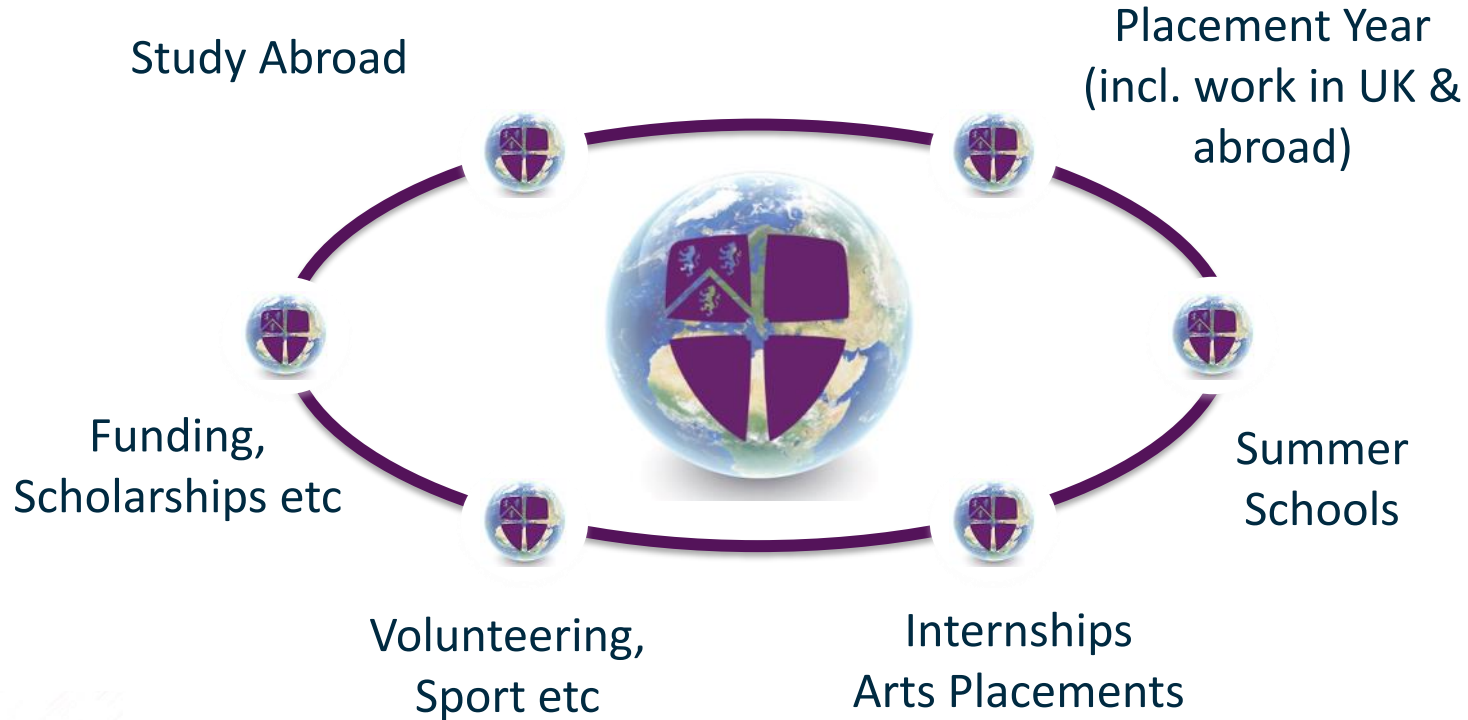 Study Abroad
Placement Year
(incl. work in UK &
abroad)
Funding,
Scholarships etc
Summer
Schools
Volunteering,
Sport etc
Internships
Arts Placements